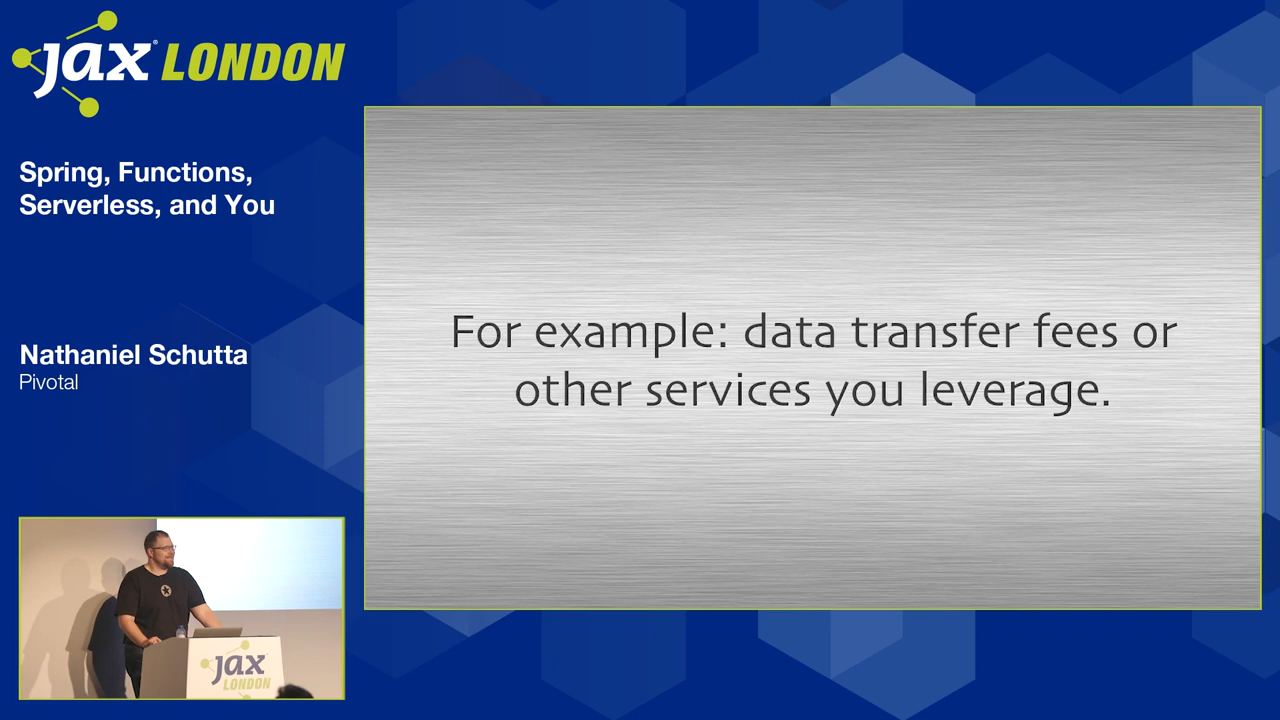 jax® LONDON
Spring, Functions,
Serverless, and You
Nathaniel Schutta
Pivotal
For example: data transfer fees or
other services you leverage.
jax
LONDON